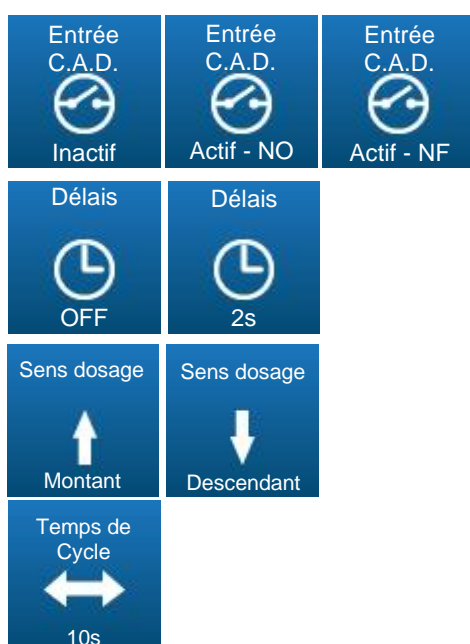 Entrée
C.A.D.
Inactif
Entrée
C.A.D.
Actif - NO
Entrée
C.A.D.
Actif - NF
Délais
OFF
Délais
2s
Sens dosage
Montant
Sens dosage
Descendant
Temps de
Cycle
10s